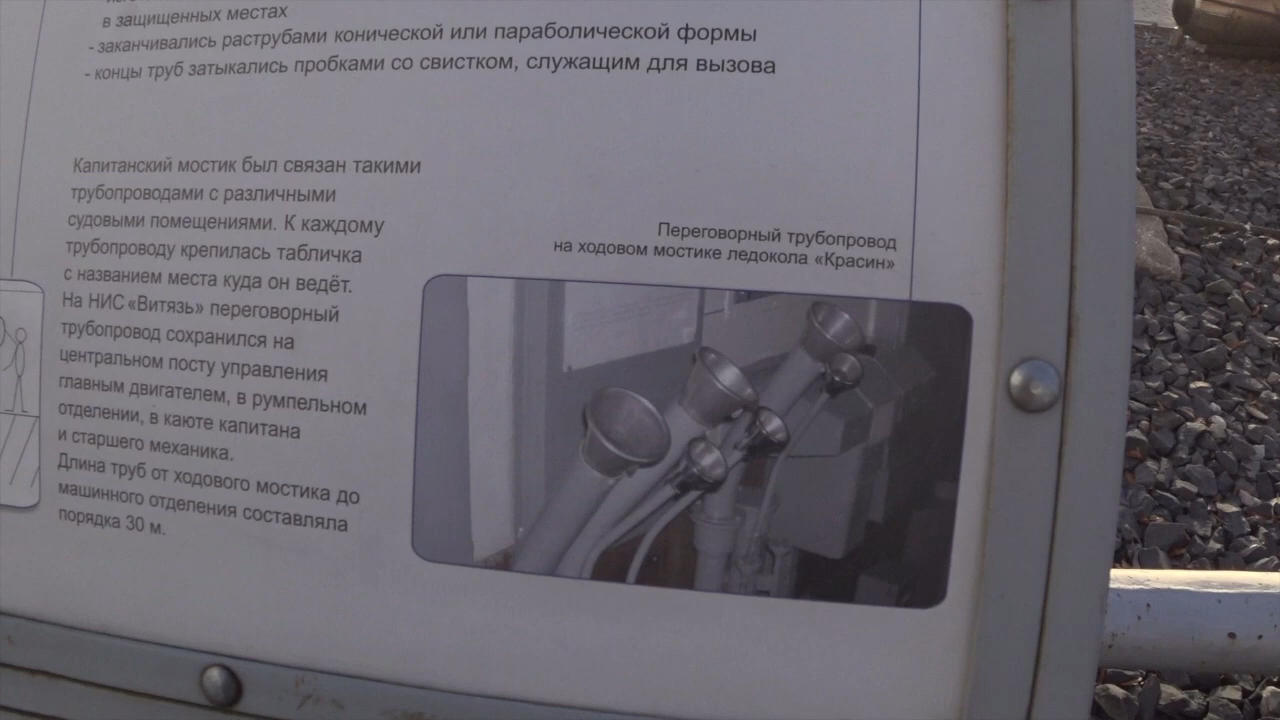 в защищенных местах
- заканчивались раструбами конической или параболической формы
- концы труб затыкались пробками со свистком, служащим для вызова
Капитанский мостик был связан такими
трубопроводами с различными
судовыми помещениями. К каждому
трубопроводу крепилась табличка
с названием места куда он ведёт.
На НИС «Витязь» переговорный
трубопровод сохранился на
центральном посту управления
главным двигателем, в румпельном
отделении, в каюте капитана
и старшего механика.
Длина труб от ходового мостика до
машинного отделения составляла
порядка 30 м.
Переговорный трубопровод
на ходовом мостике ледокола «Красин»